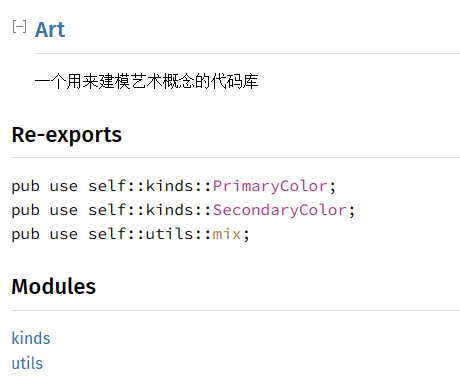 [−] Art
一个用来建模艺术概念的代码库
Re-exports
pub use self::kinds::PrimaryColor;
pub use self::kinds::SecondaryColor;
pub use self::utils::mix;
Modules
kinds
utils